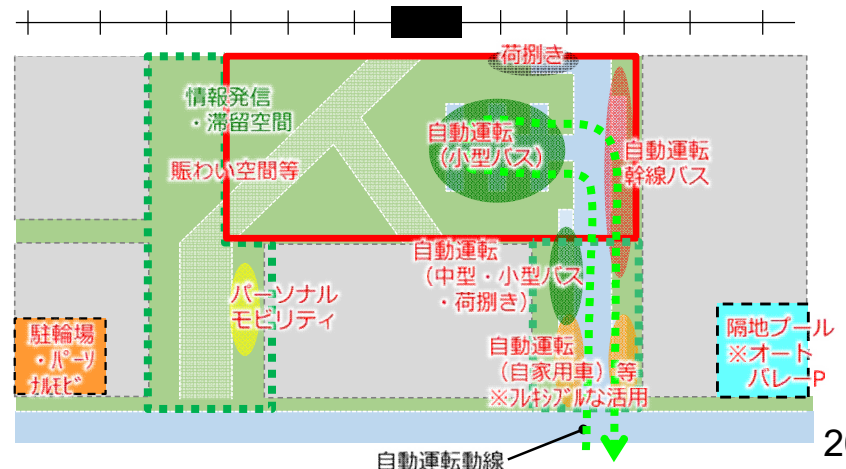 荷捌き
情報発信
・滞留空間
自動運転
（小型バス）
自動運転
幹線バス
賑わい空間等
自動運転
（中型・小型バス
・荷捌き）
パーソナル
モビリティ
駐輪場
・パーソ
ナルモビ
自動運転
（自家用車）等
※フレキシブルな活用
隔地プール
※オート
バレーP
自動運転動線